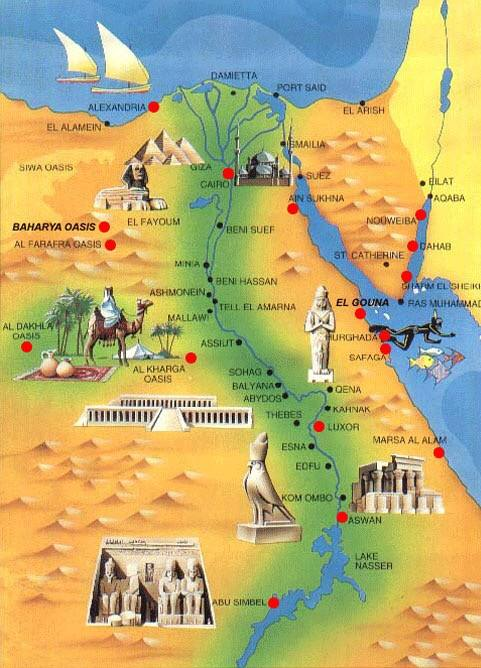 DAMIETTA
PORT SAID
ALEXANDRIA
EL ARISH
EL ALAMEIN
ISMAILIA
SIWA OASIS
GIZA
CAIRO
SUEZ
EILAT
AIN SUKHNA
AQABA
NOUWEIBA
EL FAYOUM
BAHARYA OASIS
BENI SUEF
AL FARAFRA OASIS
DAHAB
ST. CATHERINE
MINIA
BENI HASSAN
SHARM EL SHEIKH
ASHMONEIN
EL GOUNA
RAS MUHAMMAD
TELL EL AMARNA
MALLAWI
AL DAKHLA
OASIS
HURGHADA
ASSIUT
SAFAGA
AL KHARGA
OASIS
SOHAG
BALYANA
QENA
ABYDOS
KARNAK
THEBES
LUXOR
MARSA AL ALAM
ESNA
EDFU
KOM OMBO
ASWAN
LAKE
NASSER
ABU SIMBEL